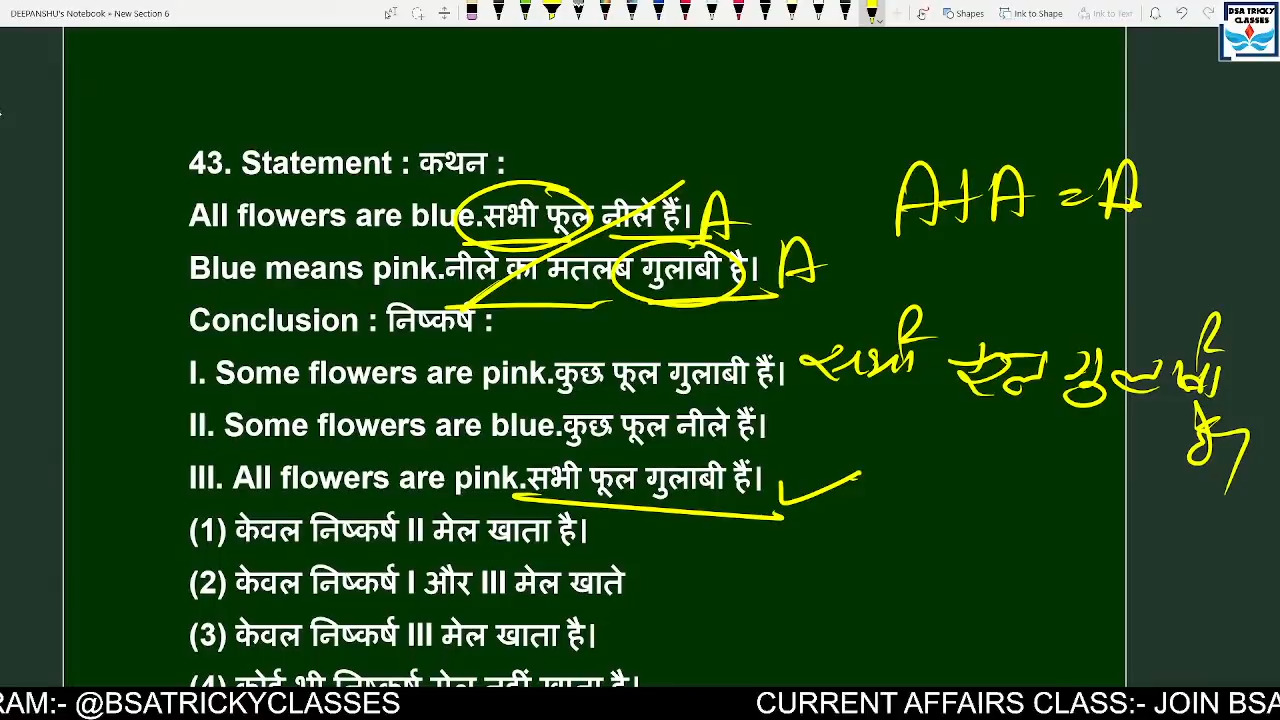 DEEPANSHU's Notebook » New Section 6
Shapes
Ink to Shape
Ink to Text
BSA TRICKY
CLASSES
43. Statement : कथन :
All flowers are blue.सभी फूल नीले हैं। A
Blue means pink.नीले का मतलब गुलाबी है। A
A+A = A
Conclusion : निष्कर्ष :
I. Some flowers are pink.कुछ फूल गुलाबी हैं।
सभी फूल गुलाबी हैं
II. Some flowers are blue.कुछ फूल नीले हैं।
III. All flowers are pink.सभी फूल गुलाबी हैं।
(1) केवल निष्कर्ष II मेल खाता है।
(2) केवल निष्कर्ष I और III मेल खाते
(3) केवल निष्कर्ष III मेल खाता है।
(4) कोई भी निष्कर्ष मेल नहीं खाता है।
RAM:- @BSATRICKYCLASSES
CURRENT AFFAIRS CLASS:- JOIN BSA